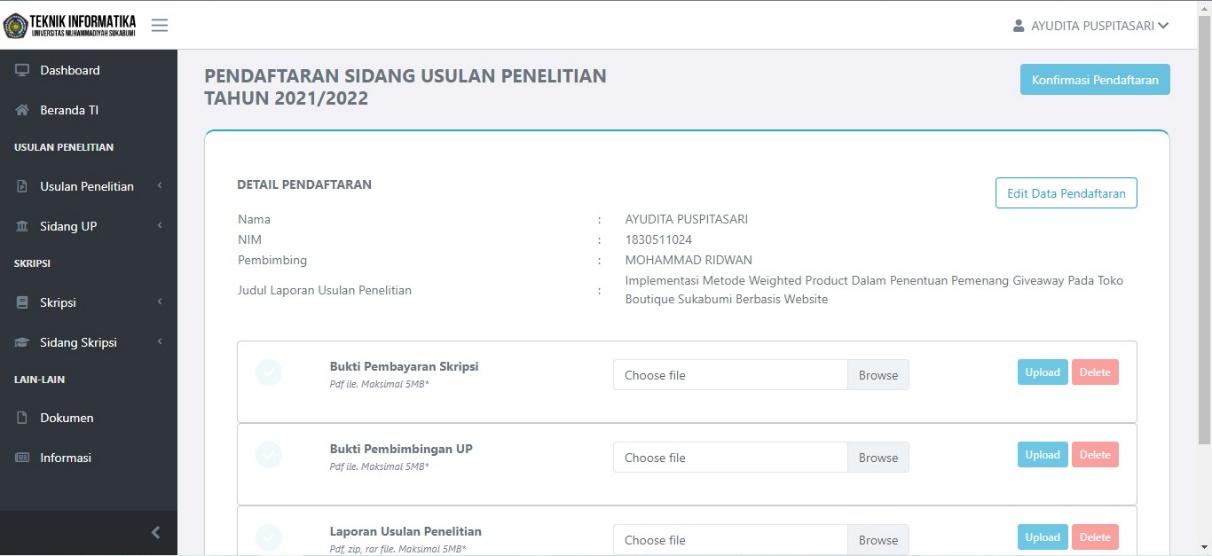 TEKNIK INFORMATIKA
UNIVERSITAS MUHAMMADIYAH SUKABUMI
AYUDITA PUSPITASARI
Dashboard
Beranda TI
USULAN PENELITIAN
Usulan Penelitian
Sidang UP
SKRIPSI
Skripsi
Sidang Skripsi
LAIN-LAIN
Dokumen
Informasi
PENDAFTARAN SIDANG USULAN PENELITIAN
TAHUN 2021/2022
Konfirmasi Pendaftaran
DETAIL PENDAFTARAN
Edit Data Pendaftaran
Nama : AYUDITA PUSPITASARI
NIM : 1830511024
Pembimbing : MOHAMMAD RIDWAN
Judul Laporan Usulan Penelitian : Implementasi Metode Weighted Product Dalam Penentuan Pemenang Giveaway Pada Toko
Boutique Sukabumi Berbasis Website
Bukti Pembayaran Skripsi
Pdf ile. Maksimal 5MB*
Choose file Browse Upload Delete
Bukti Pembimbingan UP
Pdf ile. Maksimal 5MB*
Choose file Browse Upload Delete
Laporan Usulan Penelitian
Pdf, zip, rar file. Maksimal 5MB*
Choose file Browse Upload Delete